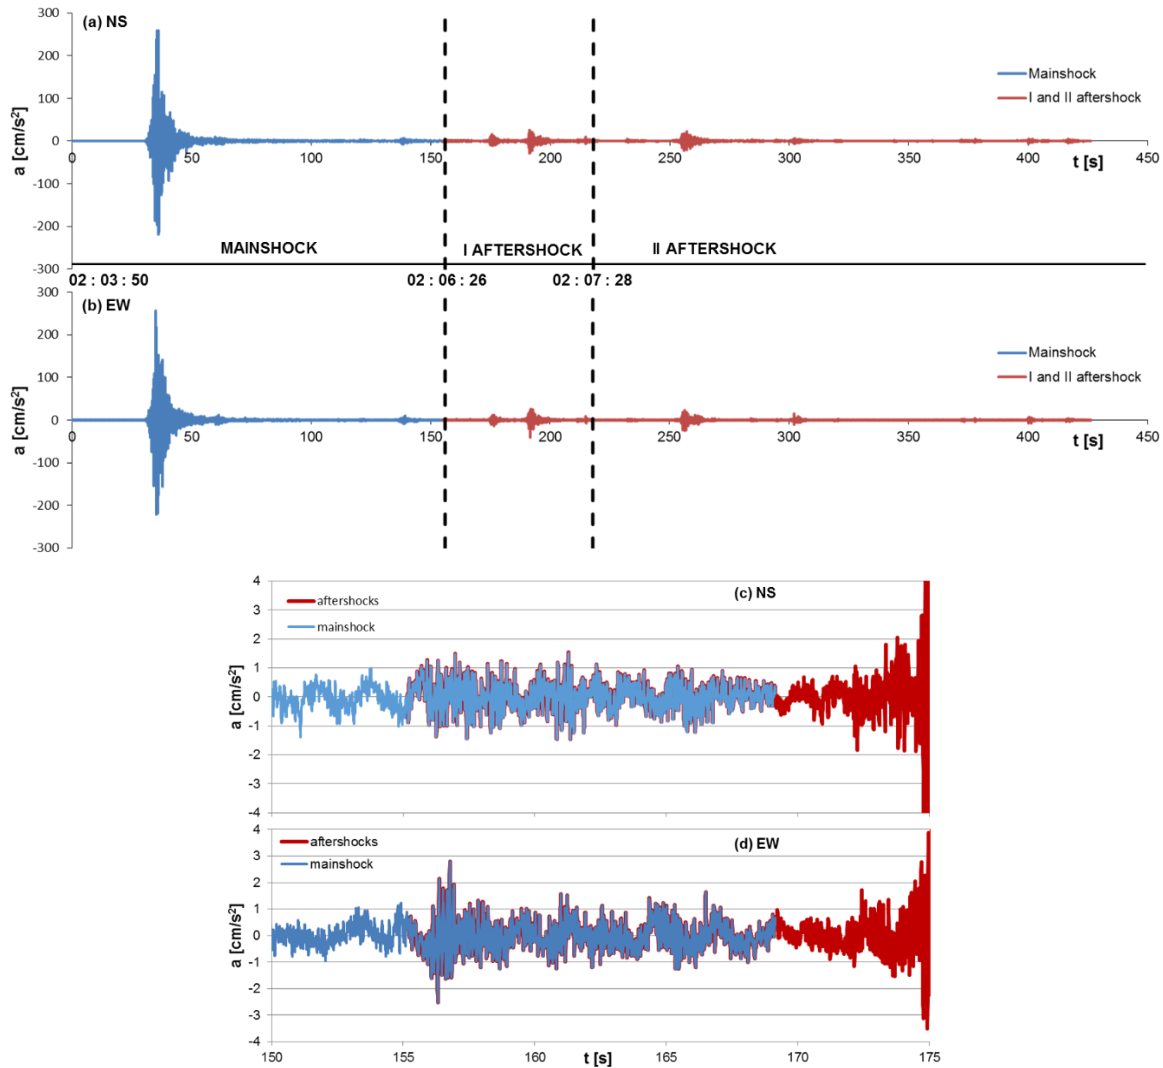 (a) NS
a [cm/s²]
300
200
100
0
-100
-200
-300
0 50 100 150 200 250 300 350 400 450
t [s]
Mainshock
I and II aftershock
MAINSHOCK I AFTERSHOCK II AFTERSHOCK
02 : 03 : 50 02 : 06 : 26 02 : 07 : 28
(b) EW
a [cm/s²]
300
200
100
0
-100
-200
-300
0 50 100 150 200 250 300 350 400 450
t [s]
Mainshock
I and II aftershock
(c) NS
a [cm/s²]
4
3
2
1
0
-1
-2
-3
-4
aftershocks
mainshock
(d) EW
a [cm/s²]
4
3
2
1
0
-1
-2
-3
-4
aftershocks
mainshock
150 155 160 165 170 175
t [s]